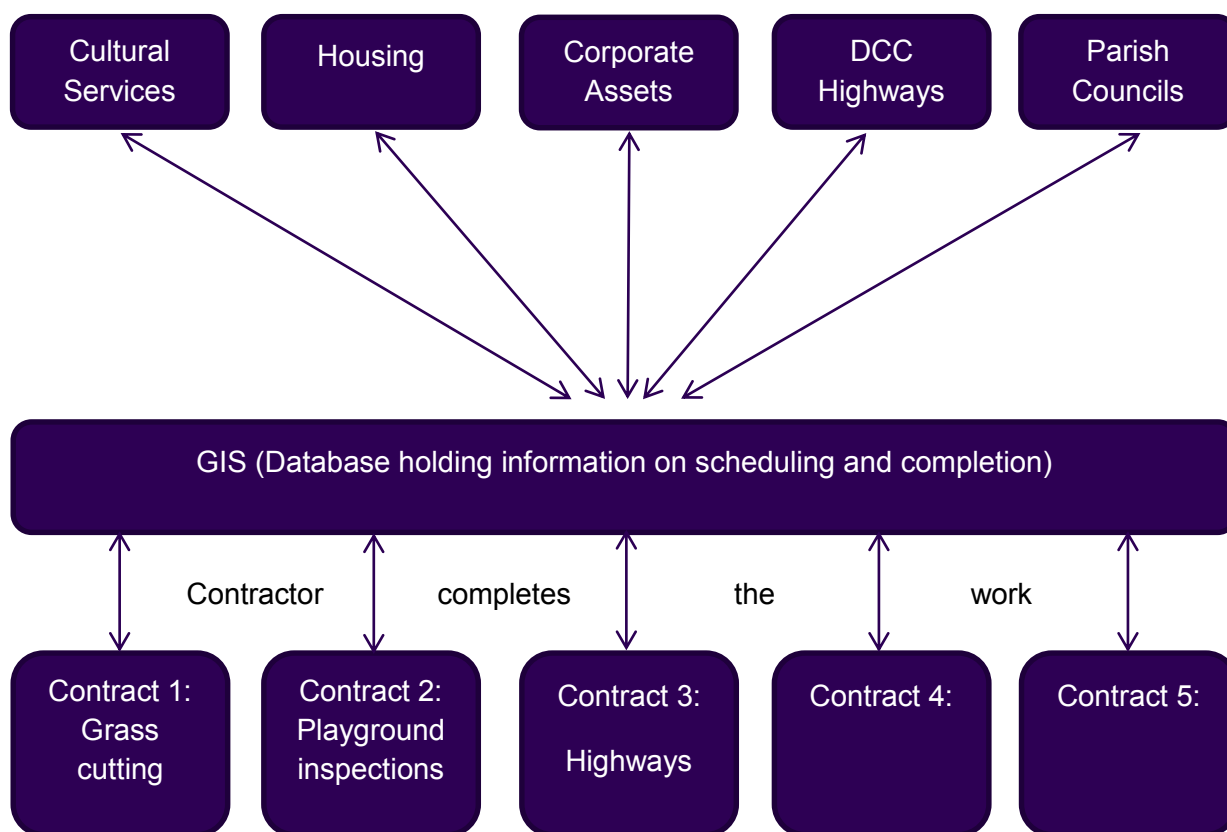 Cultural
Services
Housing
Corporate
Assets
DCC
Highways
Parish
Councils
GIS (Database holding information on scheduling and completion)
Contractor completes the work
Contract 1:
Grass
cutting
Contract 2:
Playground
inspections
Contract 3:
Highways
Contract 4:
Contract 5: